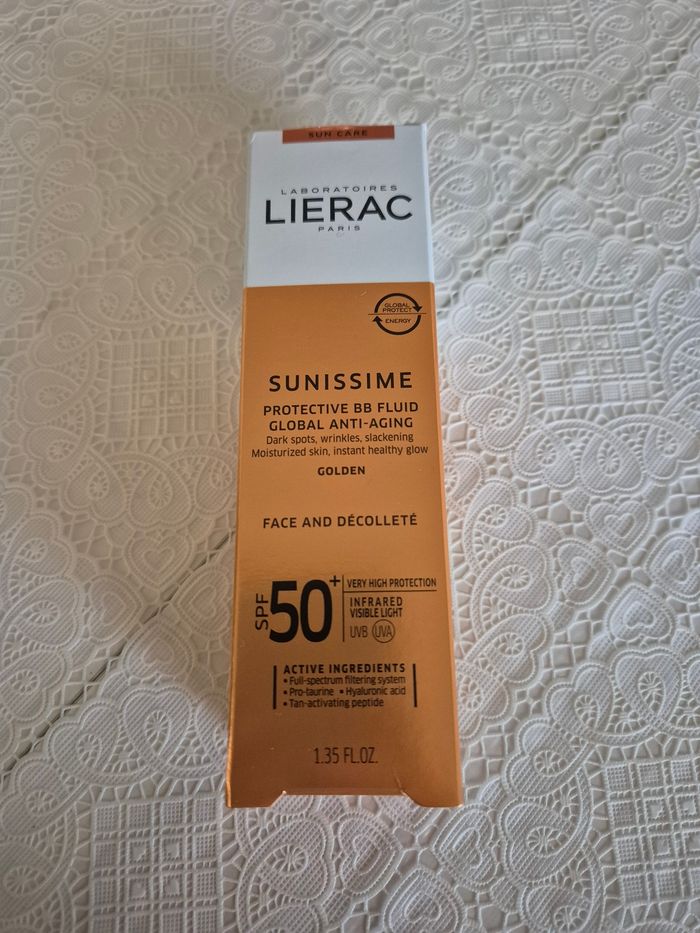 SUN CARE
LABORATOIRES
LIERAC
PARIS
GLOBAL
PROTECT
ENERGY
SUNISSIME
PROTECTIVE BB FLUID
GLOBAL ANTI-AGING
Dark spots, wrinkles, slackening
Moisturized skin, instant healthy glow
GOLDEN
FACE AND DÉCOLLETÉ
SPF 50+
VERY HIGH PROTECTION
INFRARED
VISIBLE LIGHT
UVB UVA
ACTIVE INGREDIENTS
• Full-spectrum filtering system
• Pro-taurine • Hyaluronic acid
• Tan-activating peptide
1.35 FL.OZ.